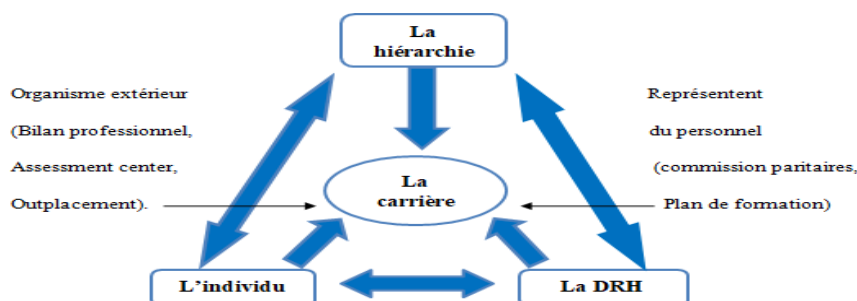 La
hiérarchie
Organisme extérieur
(Bilan professionnel,
Assessment center,
Outplacement).
Représentent
du personnel
(commission paritaires,
Plan de formation)
La
carrière
L'individu
La DRH